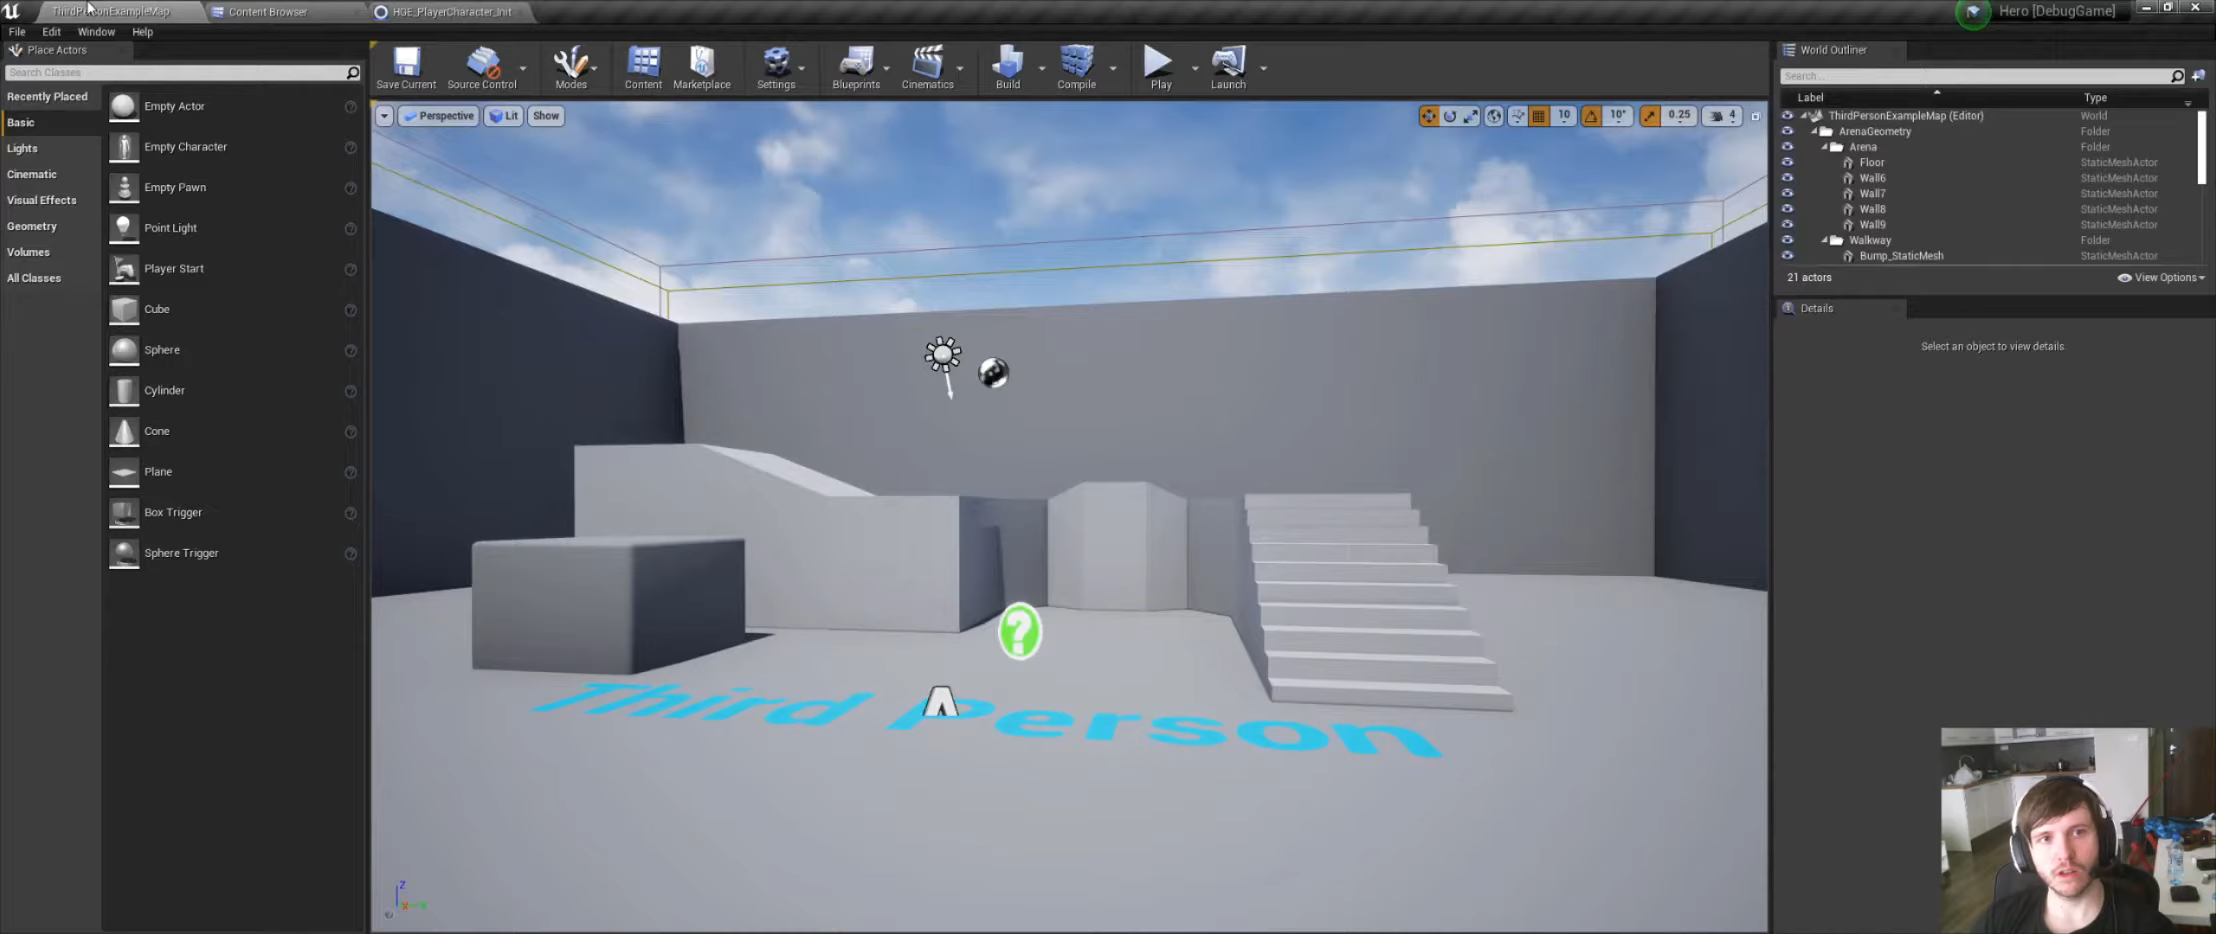 ThirdPersonExampleMap
Content Browser
HGE_PlayerCharacter_Init
Hero [DebugGame]
File
Edit
Window
Help
Place Actors
Search Classes
Recently Placed
Basic
Lights
Cinematic
Visual Effects
Geometry
Volumes
All Classes
Empty Actor
Empty Character
Empty Pawn
Point Light
Player Start
Cube
Sphere
Cylinder
Cone
Plane
Box Trigger
Sphere Trigger
Save Current
Source Control
Modes
Content
Marketplace
Settings
Blueprints
Cinematics
Build
Compile
Play
Launch
Perspective
Lit
Show
10
10°
0.25
4
Third Person
Z
World Outliner
Search...
Label
Type
ThirdPersonExampleMap (Editor)
World
ArenaGeometry
Folder
Arena
Folder
Floor
StaticMeshActor
Wall6
StaticMeshActor
Wall7
StaticMeshActor
Wall8
StaticMeshActor
Wall9
StaticMeshActor
Walkway
Folder
Bump_StaticMesh
StaticMeshActor
21 actors
View Options
Details
Select an object to view details.